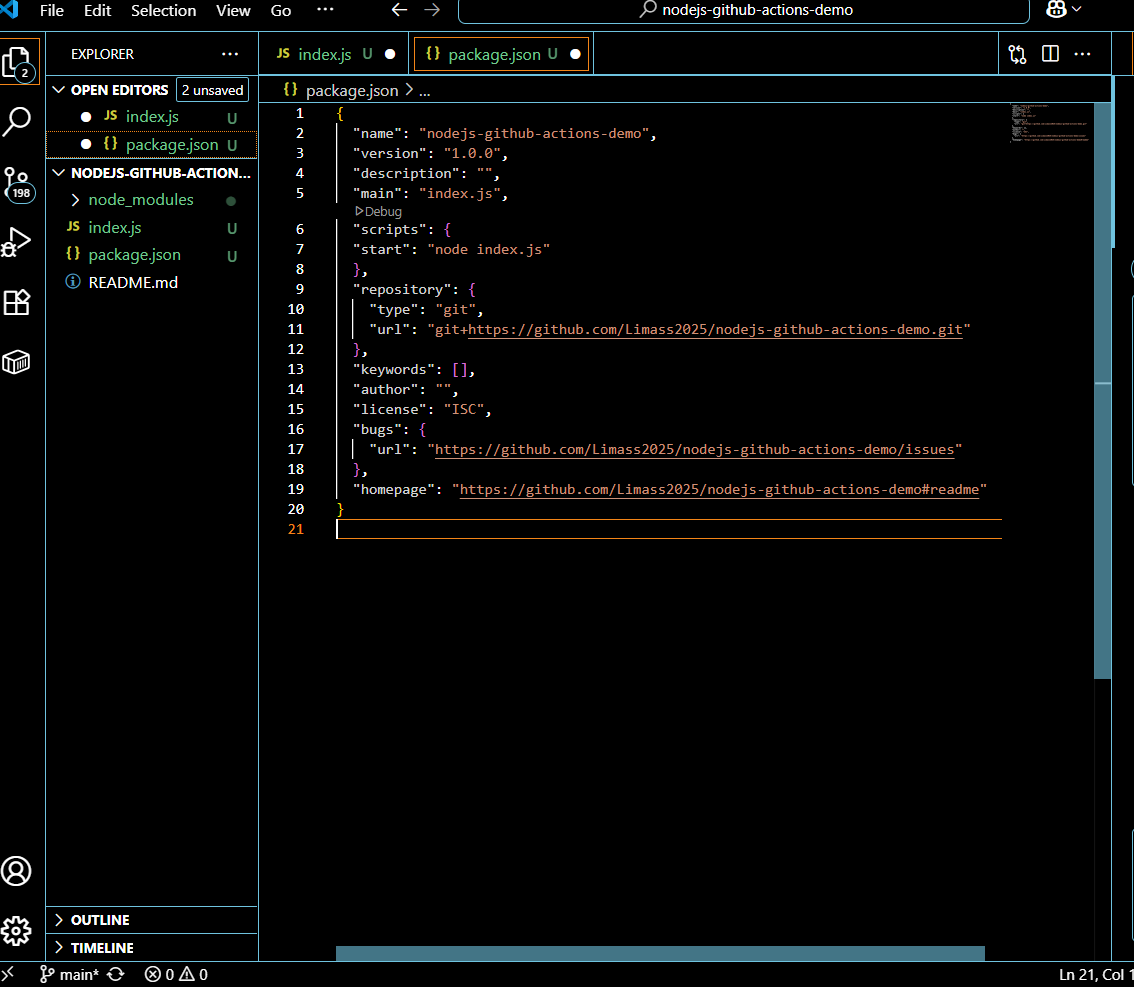 File Edit Selection View Go ... nodejs-github-actions-demo
EXPLORER ...
JS index.js U
{} package.json U
...
2
OPEN EDITORS 2 unsaved
JS index.js U
{} package.json U
NODEJS-GITHUB-ACTION...
node_modules
JS index.js U
{} package.json U
README.md
198
{} package.json > ...
1 {
2 "name": "nodejs-github-actions-demo",
3 "version": "1.0.0",
4 "description": "",
5 "main": "index.js",
Debug
6 "scripts": {
7 "start": "node index.js"
8 },
9 "repository": {
10 "type": "git",
11 "url": "git+https://github.com/Limass2025/nodejs-github-actions-demo.git"
12 },
13 "keywords": [],
14 "author": "",
15 "license": "ISC",
16 "bugs": {
17 "url": "https://github.com/Limass2025/nodejs-github-actions-demo/issues"
18 },
19 "homepage": "https://github.com/Limass2025/nodejs-github-actions-demo#readme"
20 }
21
OUTLINE
TIMELINE
main* 0 0 Ln 21, Col 1